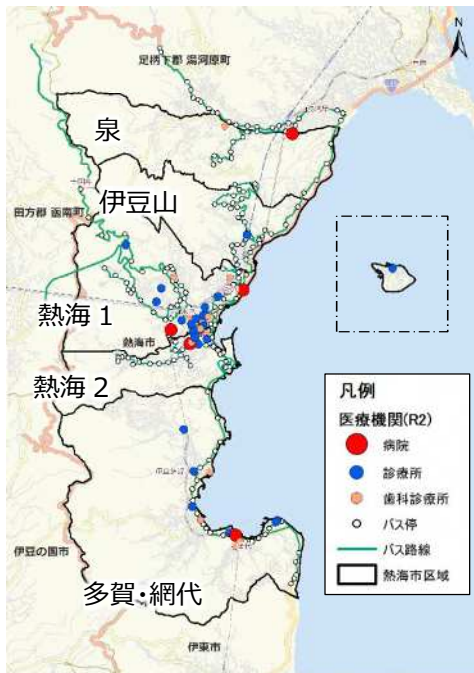 N
足柄下郡 湯河原町
泉
伊豆山
田方郡 函南町
熱海1
熱海市
熱海2
伊豆の国市
多賀・網代
伊東市
凡例
医療機関(R2)
病院
診療所
歯科診療所
バス停
バス路線
熱海市区域